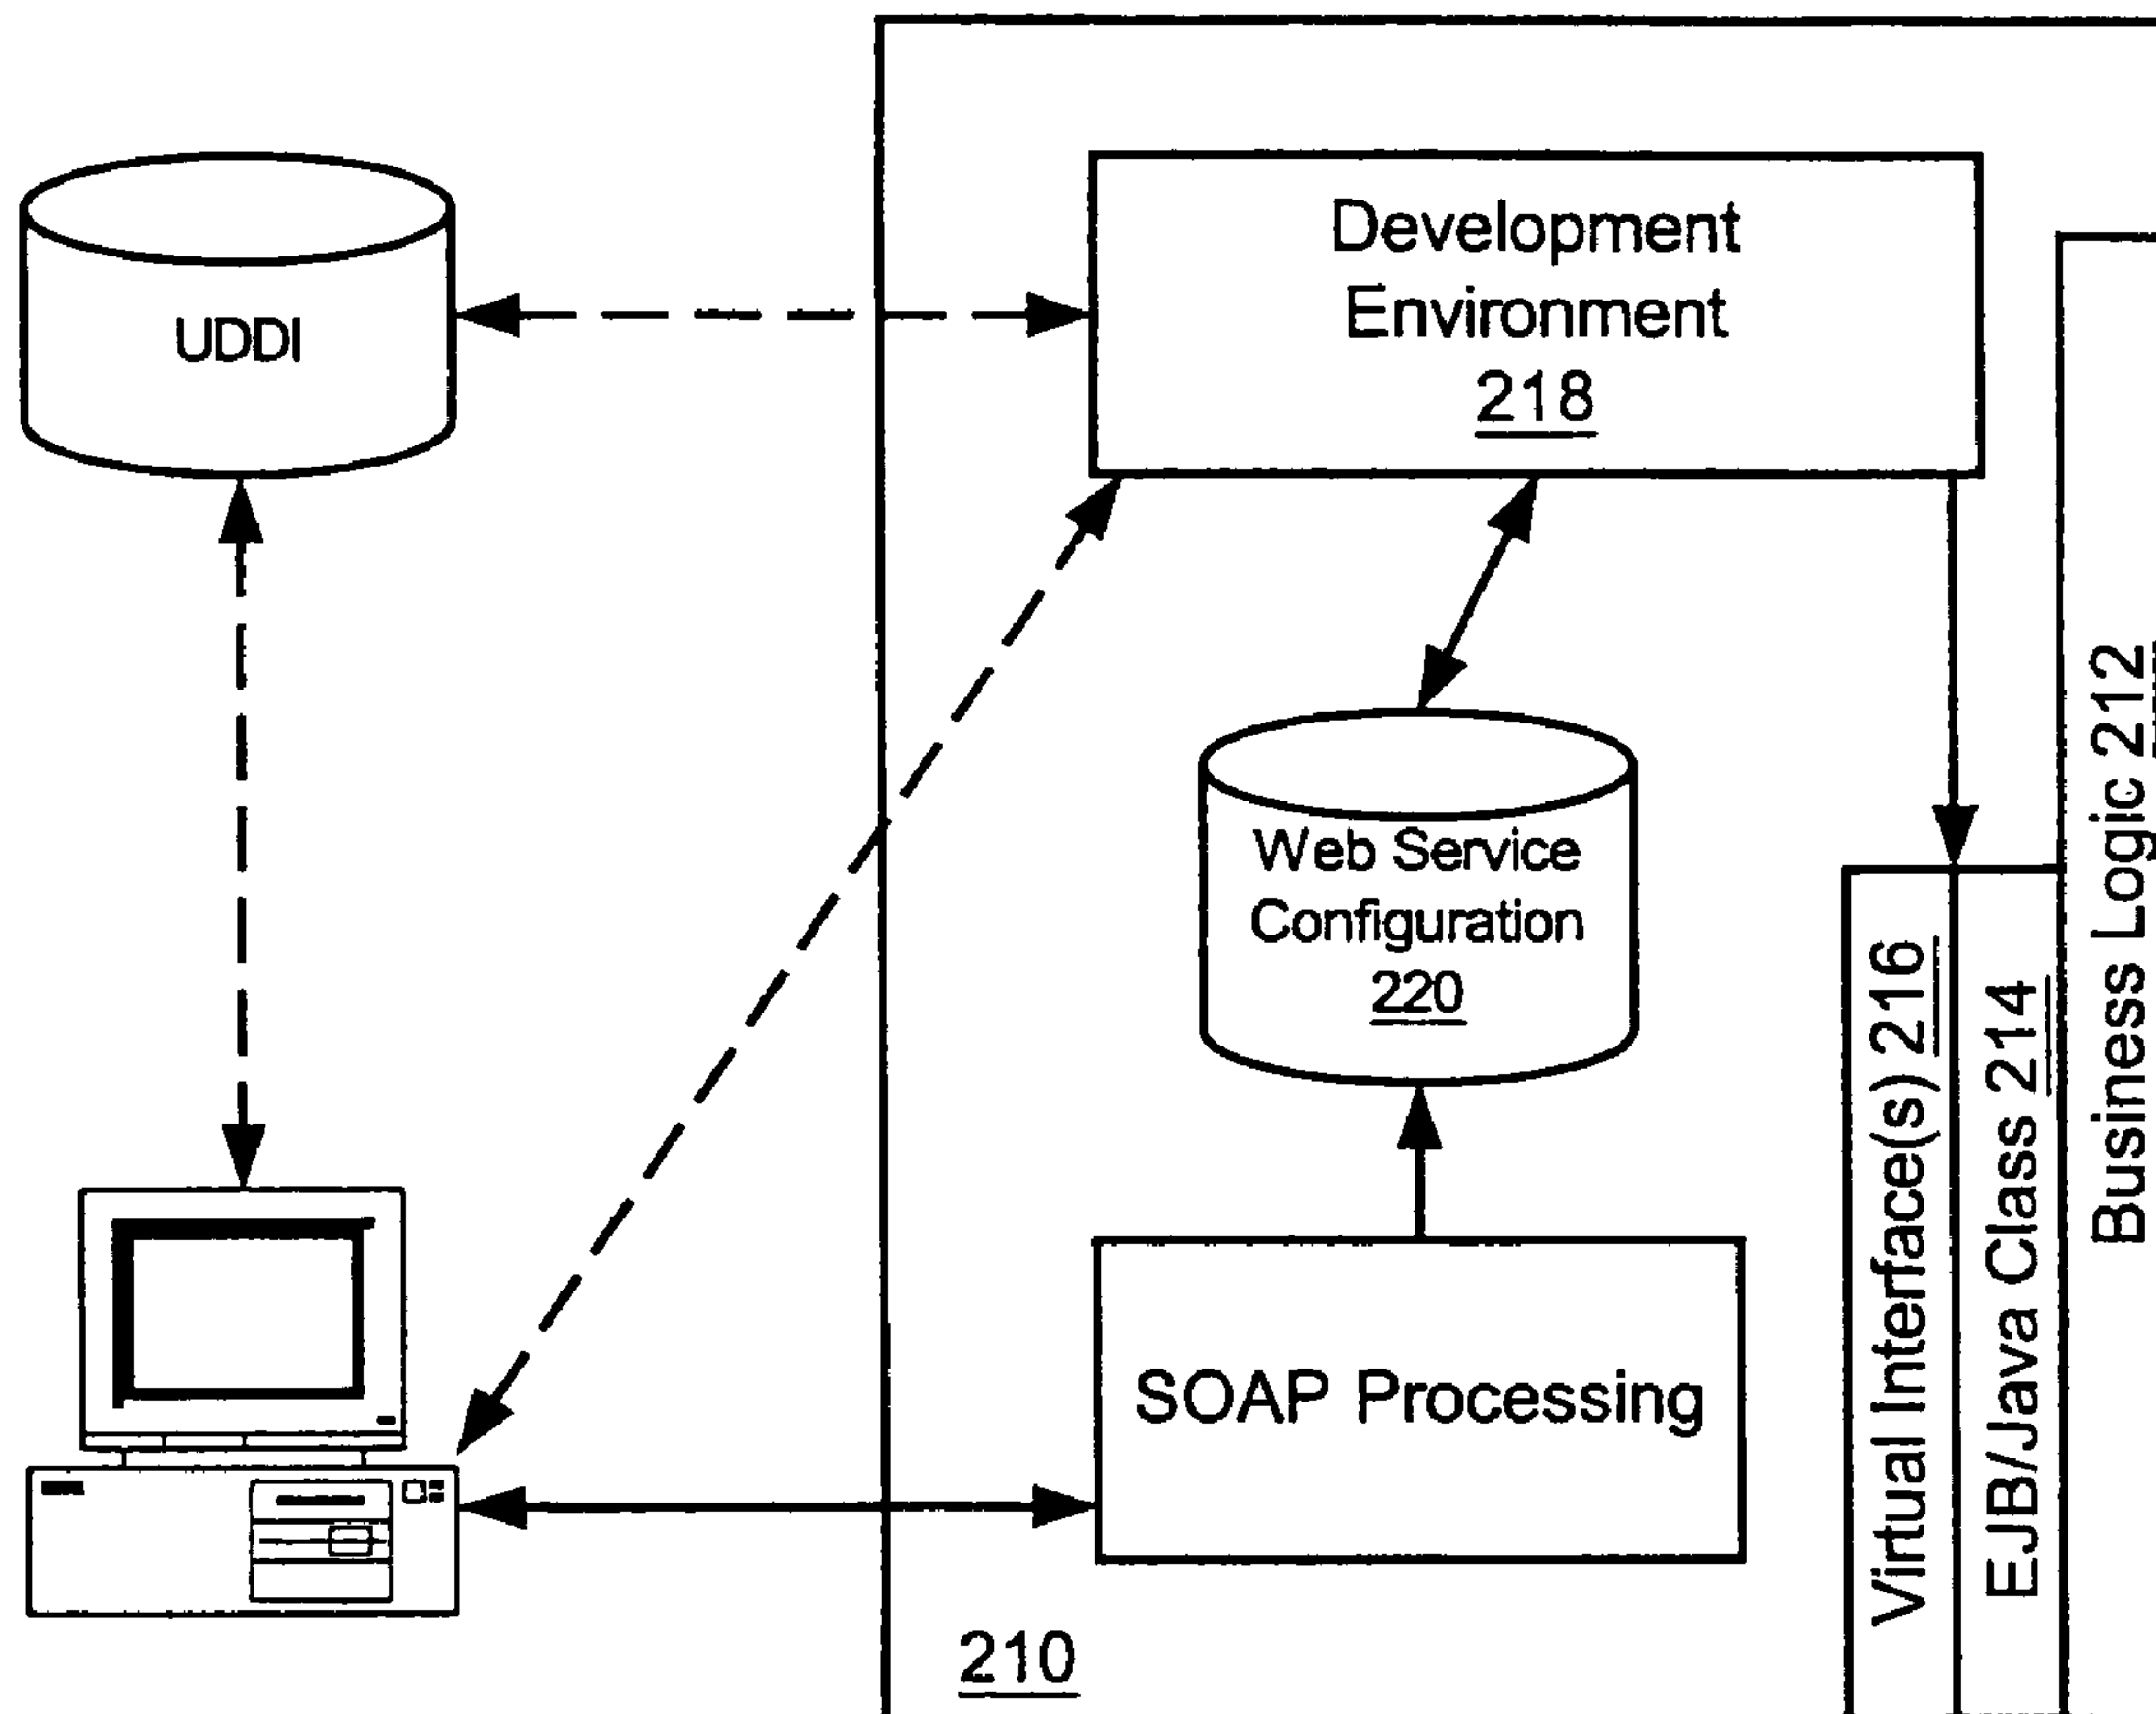 Development
Environment
218
UDDI
Web Service
Configuration
220
SOAP Processing
Virtual Interface(s) 216
EJB/Java Class 214
Business Logic 212
210